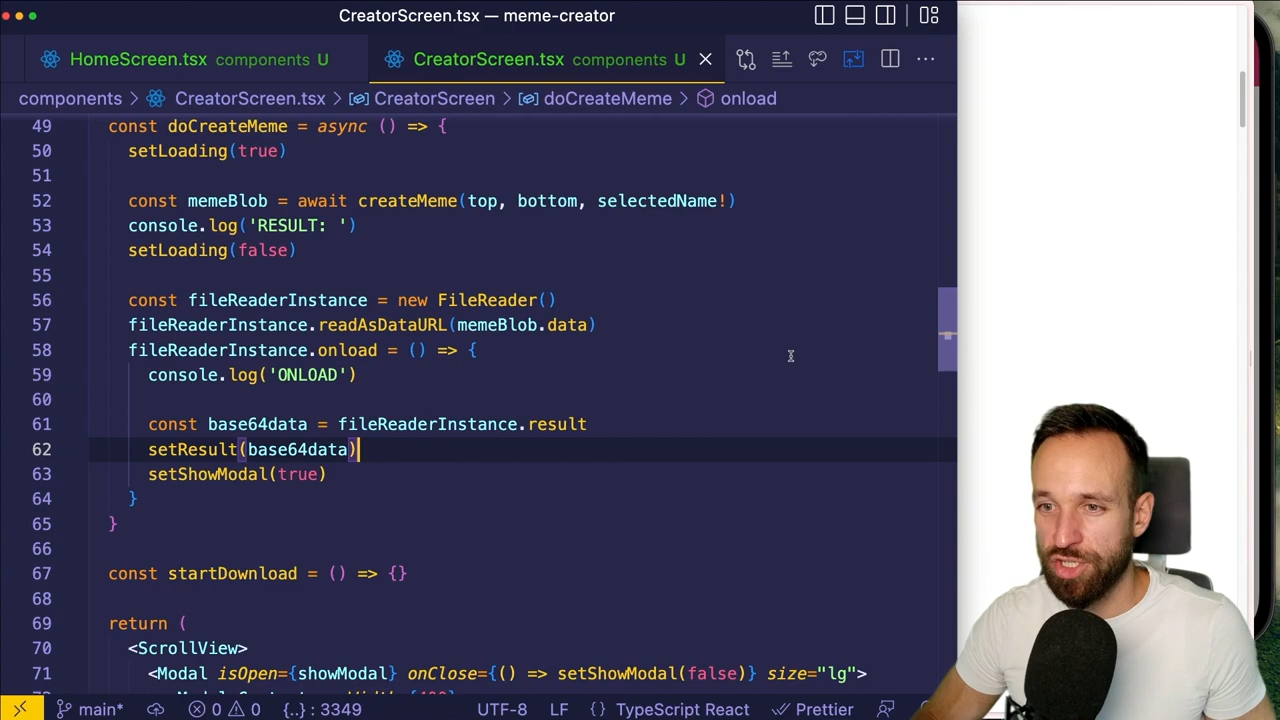 CreatorScreen.tsx — meme-creator
HomeScreen.tsx components U
CreatorScreen.tsx components U
components > CreatorScreen.tsx > CreatorScreen > doCreateMeme > onload
49 const doCreateMeme = async () => {
50 setLoading(true)
51
52 const memeBlob = await createMeme(top, bottom, selectedName!)
53 console.log('RESULT: ')
54 setLoading(false)
55
56 const fileReaderInstance = new FileReader()
57 fileReaderInstance.readAsDataURL(memeBlob.data)
58 fileReaderInstance.onload = () => {
59 console.log('ONLOAD')
60
61 const base64data = fileReaderInstance.result
62 setResult(base64data)
63 setShowModal(true)
64 }
65 }
66
67 const startDownload = () => {}
68
69 return (
70 <ScrollView>
71 <Modal isOpen={showModal} onClose={() => setShowModal(false)} size="lg">
main* 0 0 {..} : 3349 UTF-8 LF {} TypeScript React Prettier